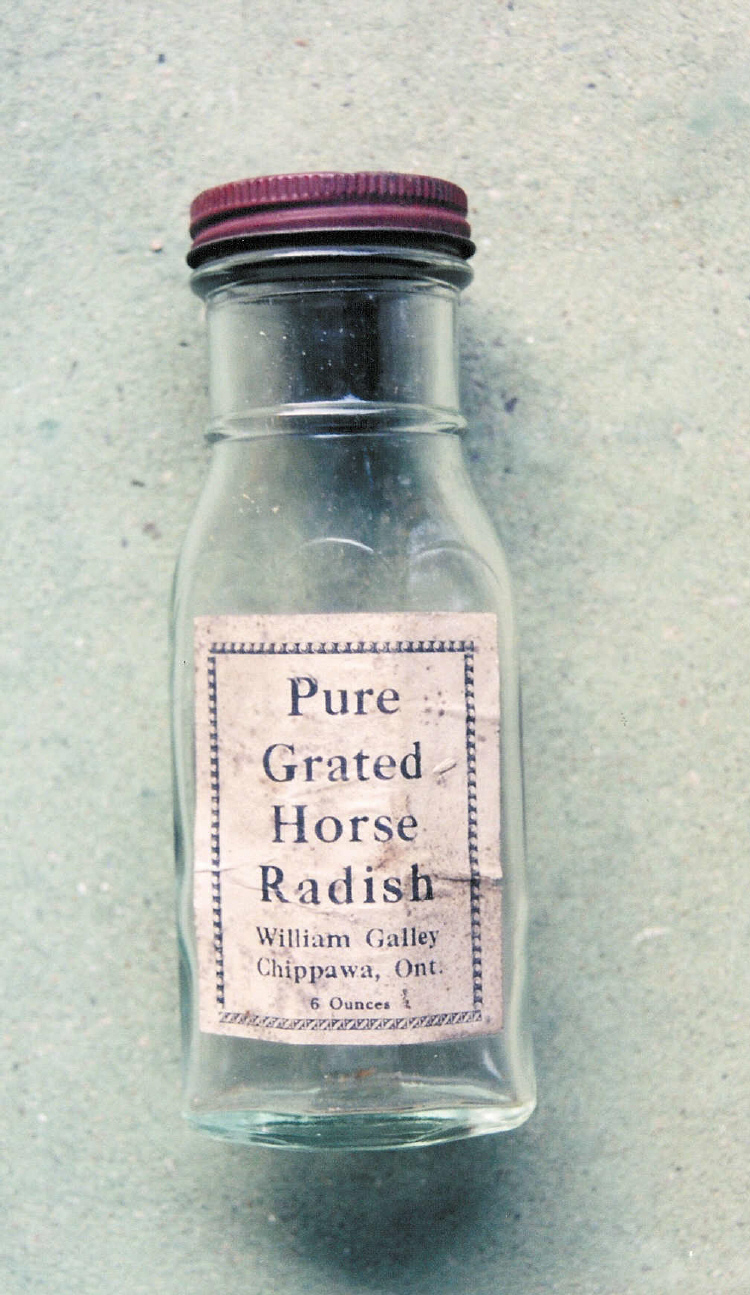 Pure
Grated
Horse
Radish
William Galley
Chippawa, Ont.
6 Ounces